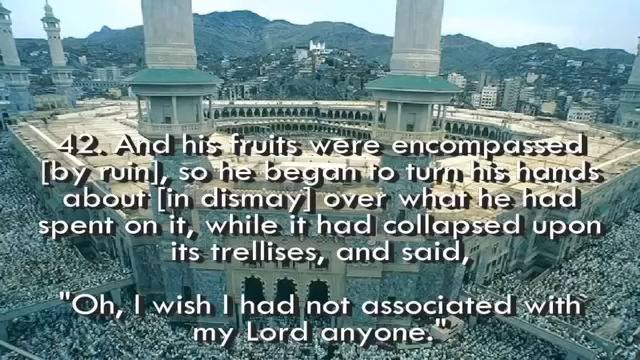 42. And his fruits were encompassed
[by ruin], so he began to turn his hands
about [in dismay] over what he had
spent on it, while it had collapsed upon
its trellises, and said,
"Oh, I wish I had not associated with
my Lord anyone."